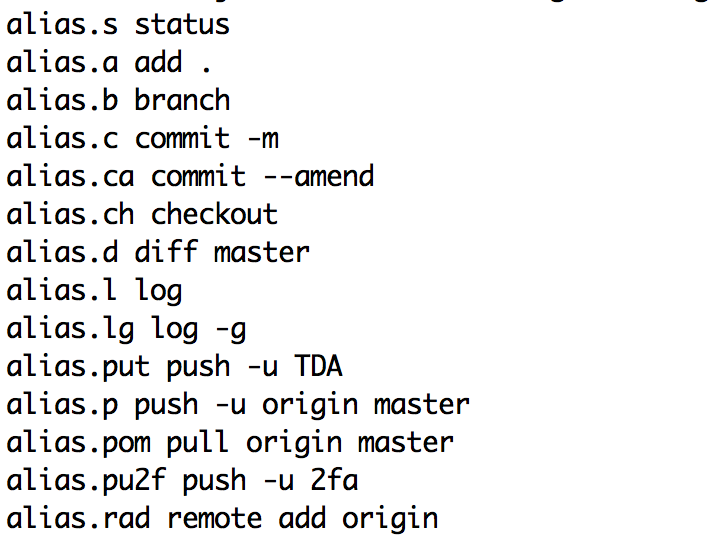 alias.s status
alias.a add .
alias.b branch
alias.c commit -m
alias.ca commit --amend
alias.ch checkout
alias.d diff master
alias.l log
alias.lg log -g
alias.put push -u TDA
alias.p push -u origin master
alias.pom pull origin master
alias.pu2f push -u 2fa
alias.rad remote add origin